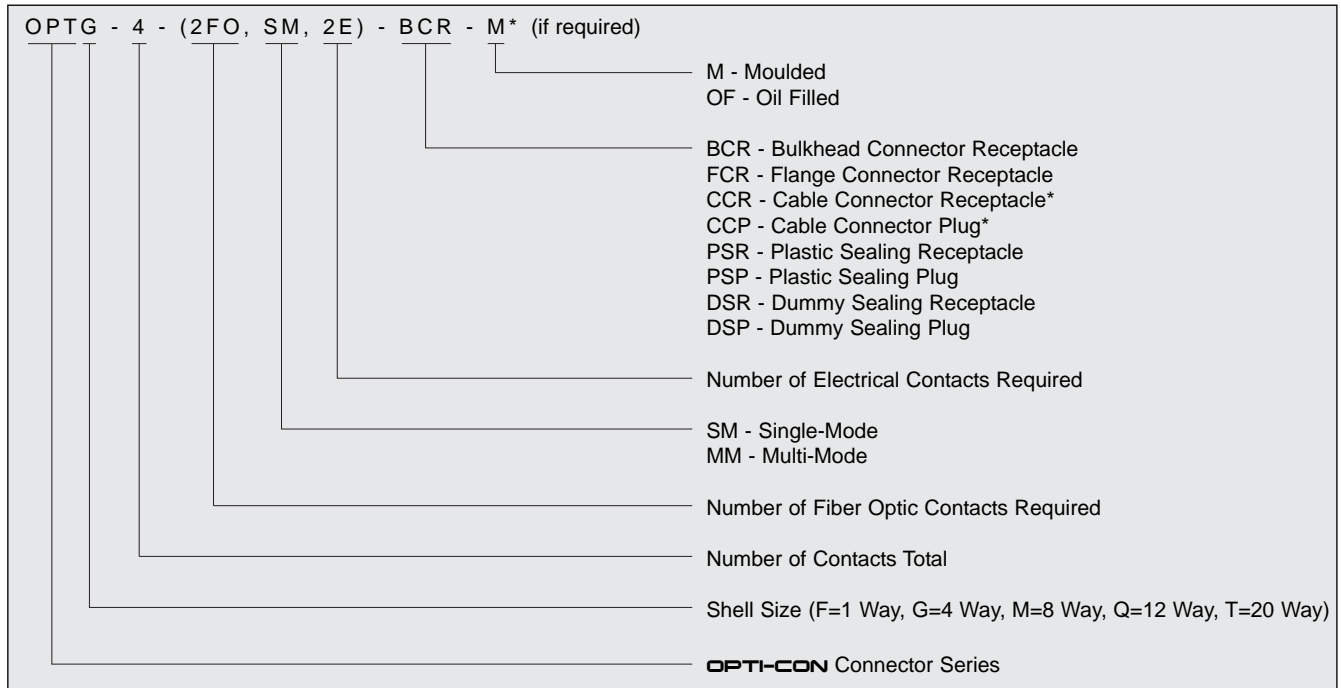 OPTG - 4 - (2FO, SM, 2E) - BCR - M* (if required)
M - Moulded
OF - Oil Filled
BCR - Bulkhead Connector Receptacle
FCR - Flange Connector Receptacle
CCR - Cable Connector Receptacle*
CCP - Cable Connector Plug*
PSR - Plastic Sealing Receptacle
PSP - Plastic Sealing Plug
DSR - Dummy Sealing Receptacle
DSP - Dummy Sealing Plug
Number of Electrical Contacts Required
SM - Single-Mode
MM - Multi-Mode
Number of Fiber Optic Contacts Required
Number of Contacts Total
Shell Size (F=1 Way, G=4 Way, M=8 Way, Q=12 Way, T=20 Way)
OPTI-CON Connector Series